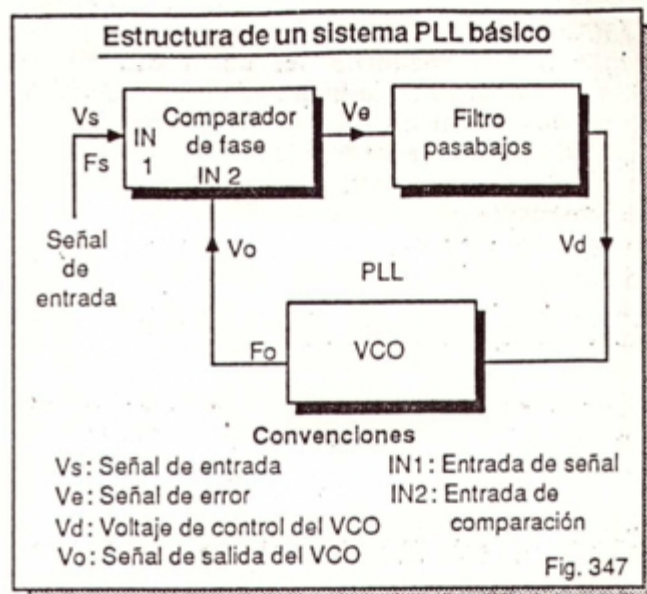 Estructura de un sistema PLL básico
Vs
Fs
IN
1
Comparador
de fase
IN 2
Ve
Filtro
pasabajos
Señal
de
entrada
Vo
PLL
Vd
Fo
VCO
Convenciones
Vs: Señal de entrada
IN1: Entrada de señal
Ve: Señal de error
IN2: Entrada de
comparación
Vd: Voltaje de control del VCO
Vo: Señal de salida del VCO
Fig. 347